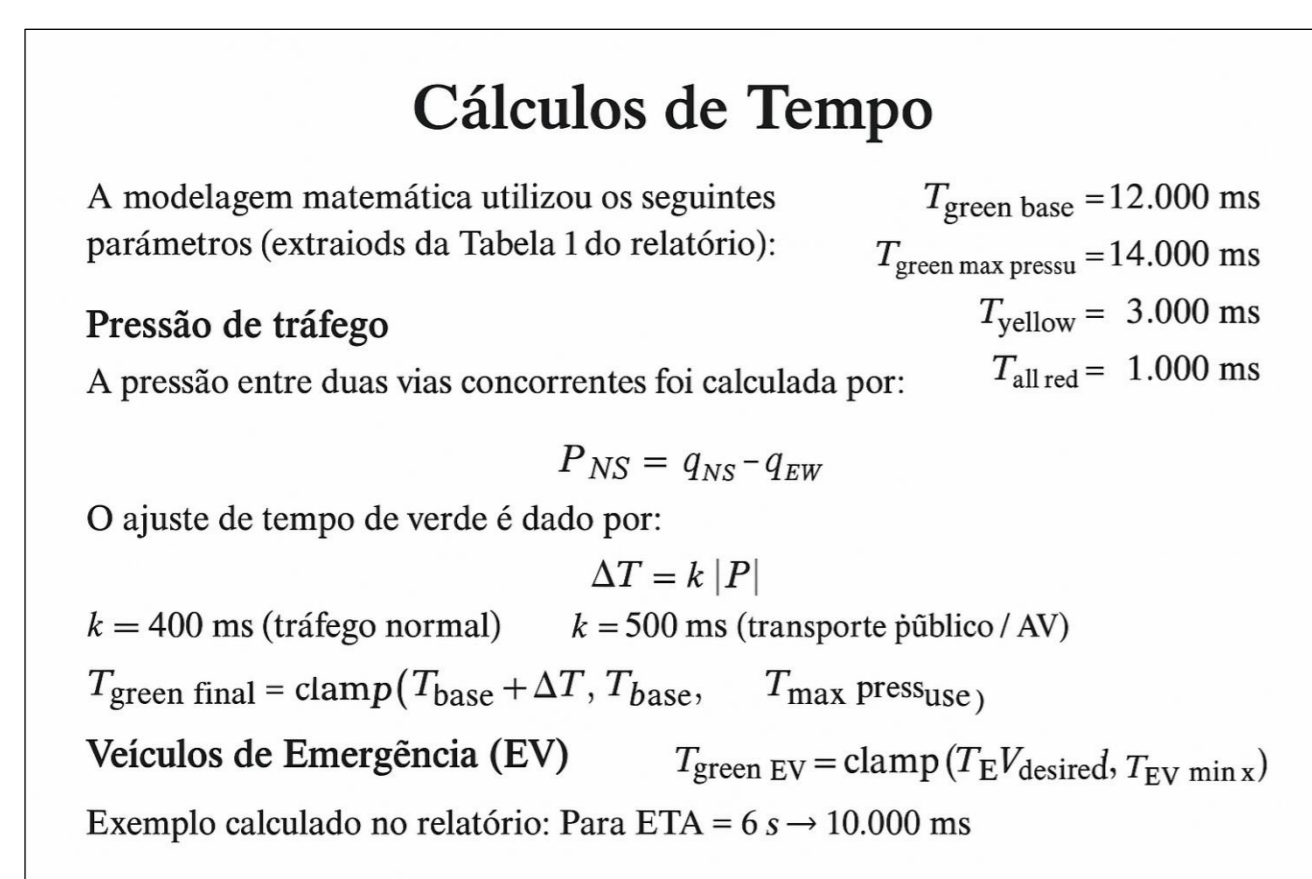 Cálculos de Tempo
A modelagem matemática utilizou os seguintes
parámetros (extraiods da Tabela 1 do relatório):
T_green base = 12.000 ms
T_green max pressu = 14.000 ms
T_yellow = 3.000 ms
T_all red = 1.000 ms
Pressão de tráfego
A pressão entre duas vias concorrentes foi calculada por:
P_NS = q_NS - q_EW
O ajuste de tempo de verde é dado por:
ΔT = k |P|
k = 400 ms (tráfego normal) k = 500 ms (transporte ṗũblico / AV)
T_green final = clamp(T_base + ΔT, T_base, T_max pressuse)
Veículos de Emergẽncia (EV) T_green EV = clamp (T_E V_desired, T_EV min x)
Exemplo calculado no relatório: Para ETA = 6 s → 10.000 ms